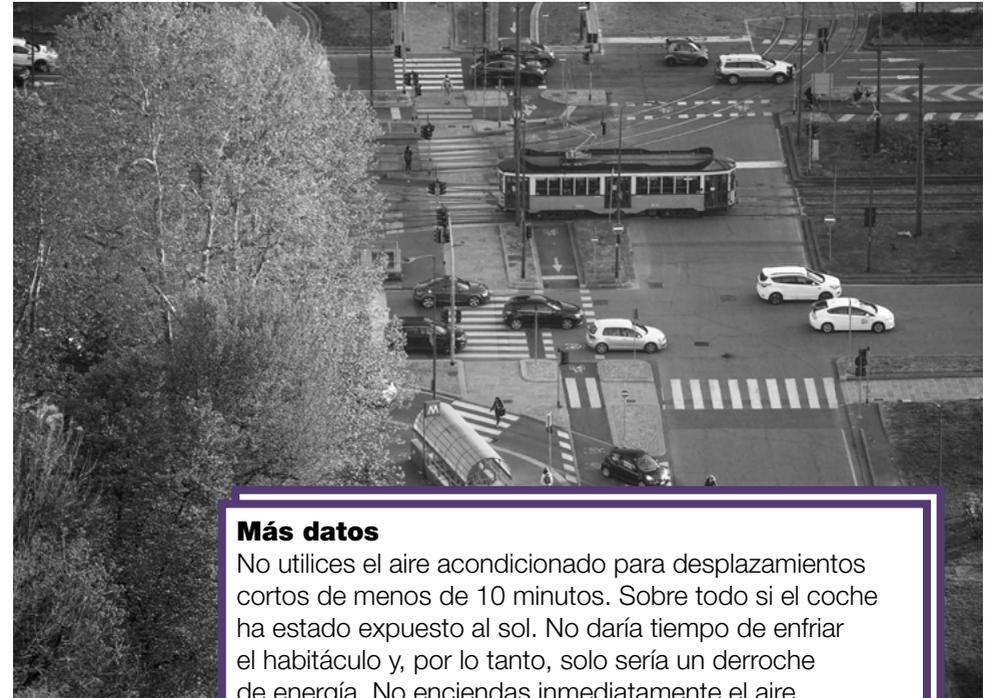 M
Más datos
No utilices el aire acondicionado para desplazamientos
cortos de menos de 10 minutos. Sobre todo si el coche
ha estado expuesto al sol. No daría tiempo de enfriar
el habitáculo y, por lo tanto, solo sería un derroche
de energía. No enciendas inmediatamente el aire